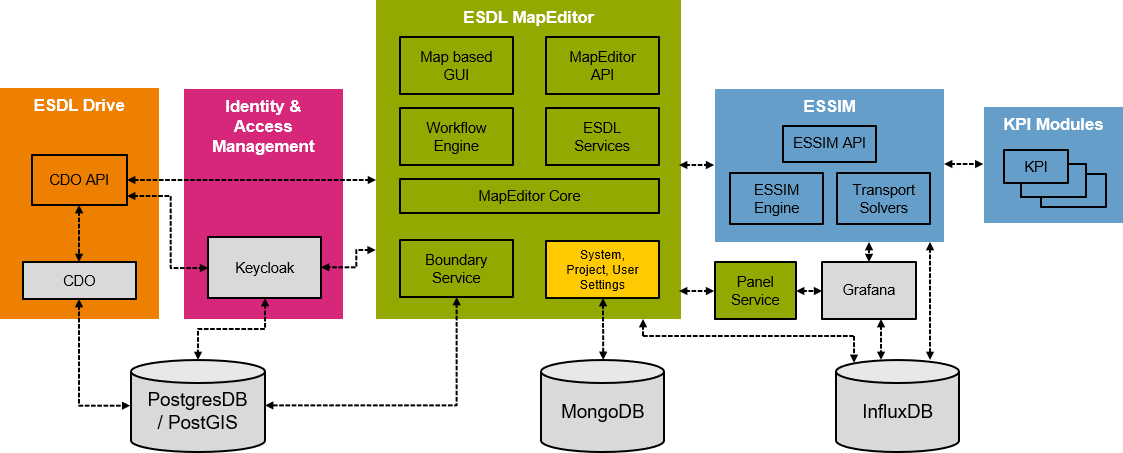 ESDL MapEditor
Map based
GUI
MapEditor
API
Workflow
Engine
ESDL
Services
MapEditor Core
Boundary
Service
System,
Project, User
Settings
ESDL Drive
CDO API
CDO
Identity &
Access
Management
Keycloak
ESSIM
ESSIM API
ESSIM
Engine
Transport
Solvers
KPI Modules
KPI
Panel
Service
Grafana
PostgresDB
/ PostGIS
MongoDB
InfluxDB